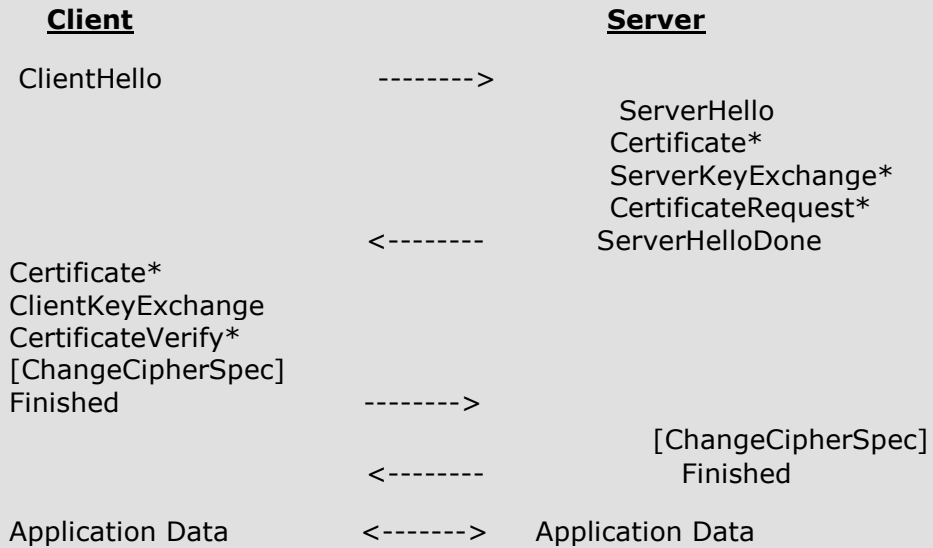 Client Server
ClientHello -------->
ServerHello
Certificate*
ServerKeyExchange*
CertificateRequest*
<-------- ServerHelloDone
Certificate*
ClientKeyExchange
CertificateVerify*
[ChangeCipherSpec]
Finished -------->
[ChangeCipherSpec]
<-------- Finished
Application Data <-------> Application Data